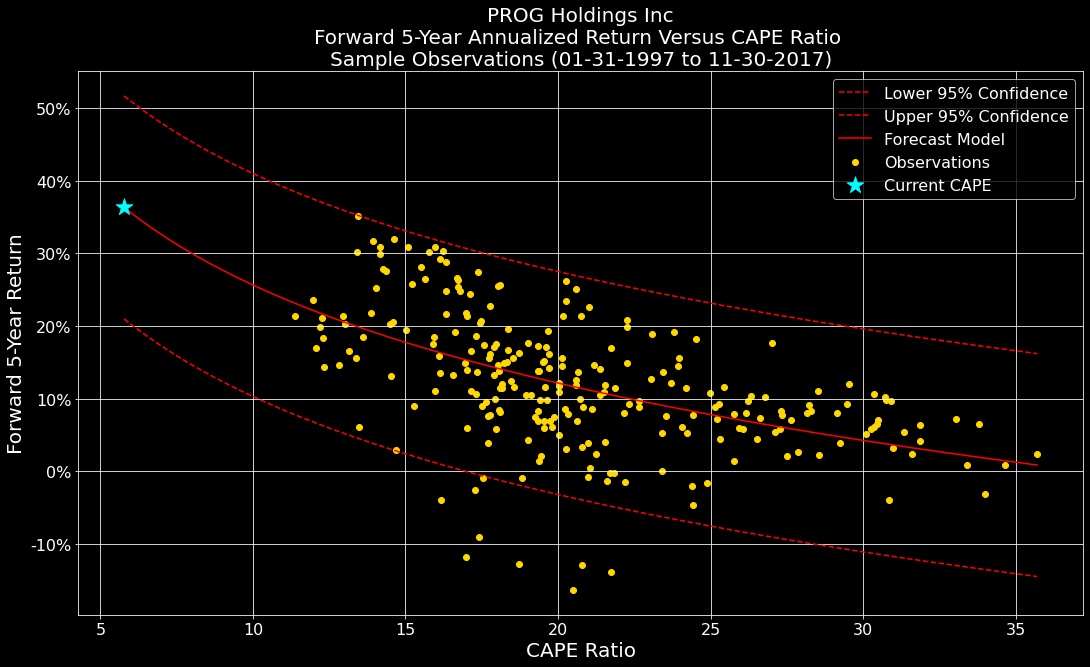 PROG Holdings Inc
Forward 5-Year Annualized Return Versus CAPE Ratio
Sample Observations (01-31-1997 to 11-30-2017)
Lower 95% Confidence
Upper 95% Confidence
Forecast Model
Observations
Current CAPE
Forward 5-Year Return
50%
40%
30%
20%
10%
0%
-10%
5 10 15 20 25 30 35
CAPE Ratio